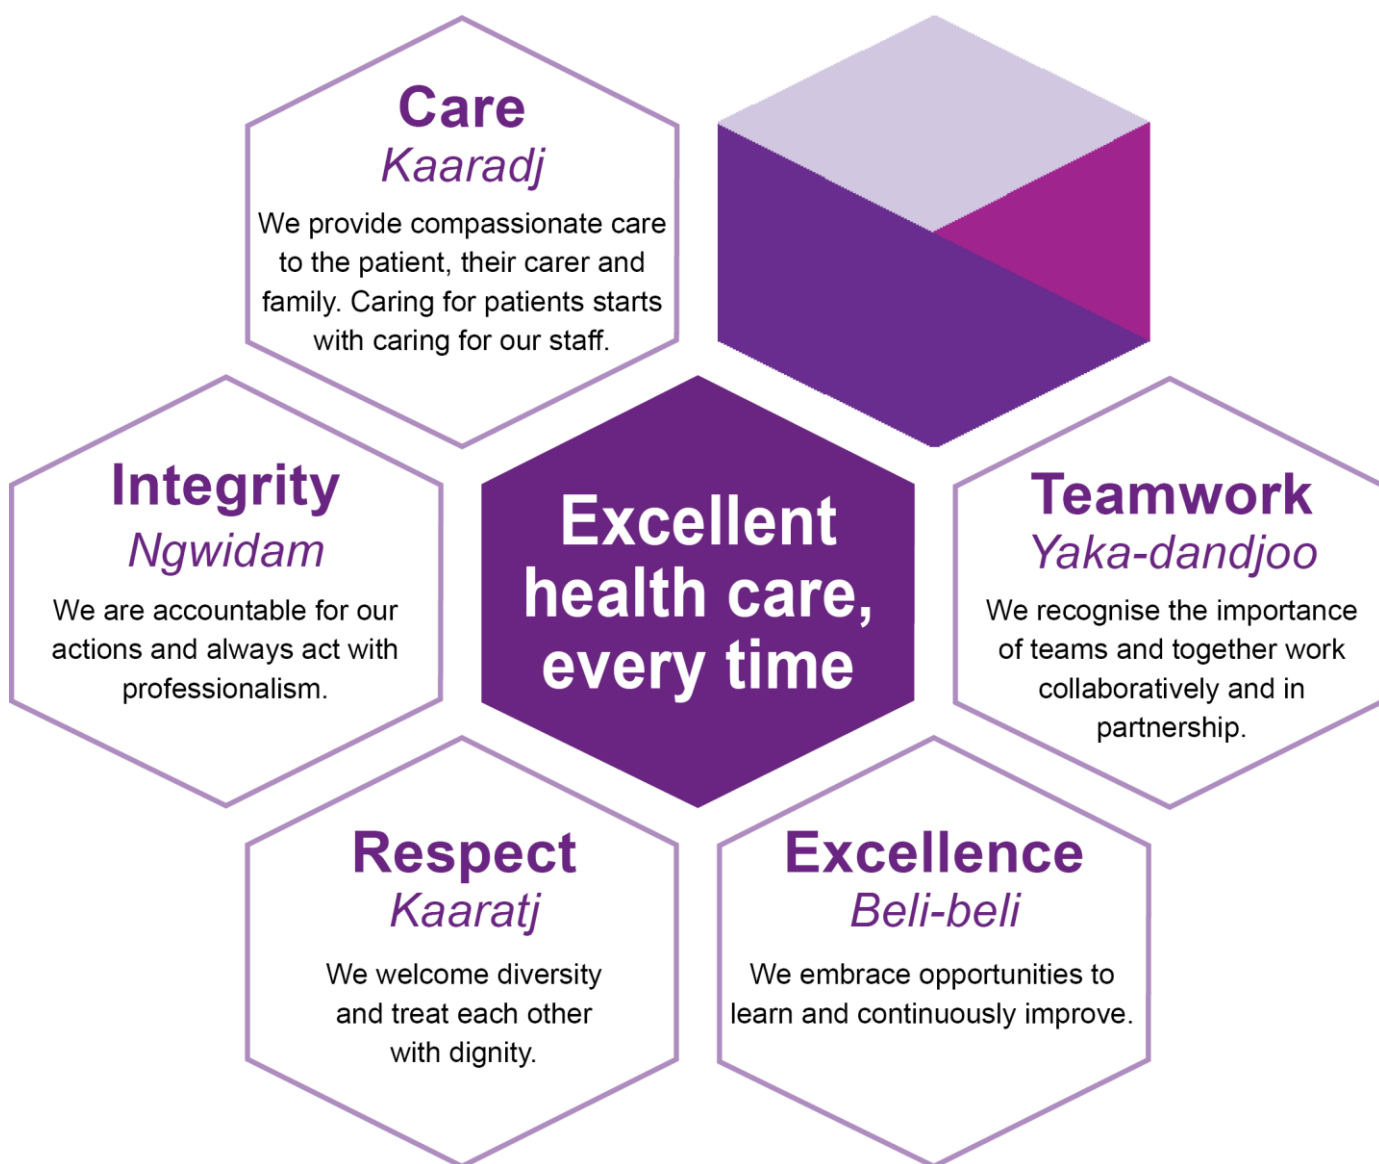 Care
Kaaradj
We provide compassionate care
to the patient, their carer and
family. Caring for patients starts
with caring for our staff.
Integrity
Ngwidam
We are accountable for our
actions and always act with
professionalism.
Excellent
health care,
every time
Teamwork
Yaka-dandjoo
We recognise the importance
of teams and together work
collaboratively and in
partnership.
Respect
Kaaratj
We welcome diversity
and treat each other
with dignity.
Excellence
Beli-beli
We embrace opportunities to
learn and continuously improve.